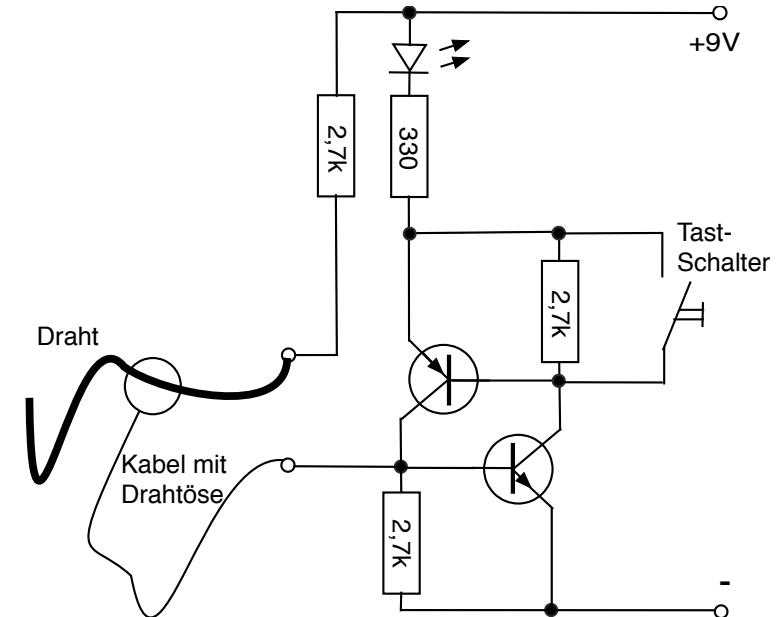 +9V
2,7k
330
Tast-
Schalter
2,7k
Draht
Kabel mit
Drahtöse
2,7k
-